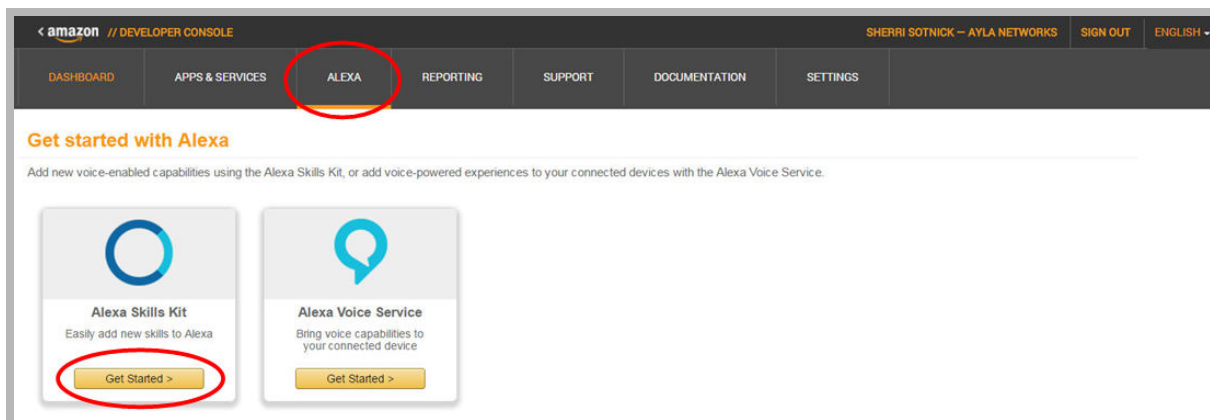 < amazon // DEVELOPER CONSOLE SHERRI SOTNICK – AYLA NETWORKS SIGN OUT ENGLISH
DASHBOARD APPS & SERVICES ALEXA REPORTING SUPPORT DOCUMENTATION SETTINGS
Get started with Alexa
Add new voice-enabled capabilities using the Alexa Skills Kit, or add voice-powered experiences to your connected devices with the Alexa Voice Service.
Alexa Skills Kit
Easily add new skills to Alexa
Get Started >
Alexa Voice Service
Bring voice capabilities to
your connected device
Get Started >